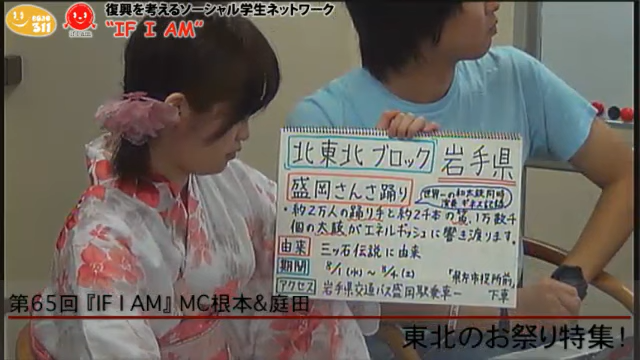 復興を考えるソーシャル学生ネットワーク
"IF I AM"
311
北東北ブロック 岩手県
盛岡さんさ踊り
世界一の和太鼓同時
演奏 ギネス記録
・約2万人の踊り手と約2千本の笛、1万数千
個の太鼓がエネルギッシュに響き渡ります。
由来 三ツ石伝説に由来
期間 8/1(水)~8/4(土)
アクセス 岩手県交通バス盛岡駅乗車ー
「県庁市役所前」
下車
第65回『IF I AM』MC根本&庭田
東北のお祭り特集!